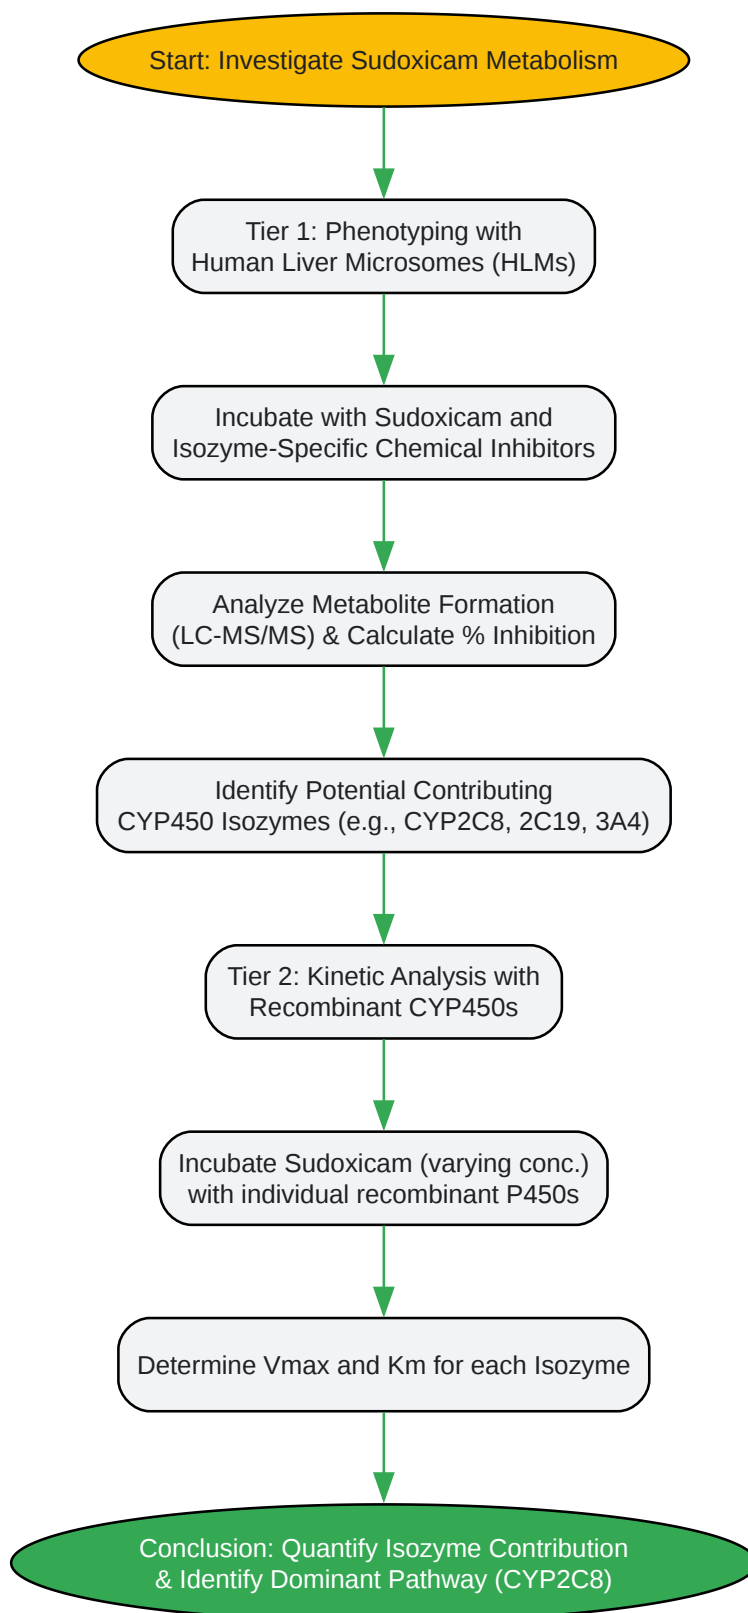 Start: Investigate Sudoxicam Metabolism
Tier 1: Phenotyping with
Human Liver Microsomes (HLMs)
Incubate with Sudoxicam and
Isozyme-Specific Chemical Inhibitors
Analyze Metabolite Formation
(LC-MS/MS) & Calculate % Inhibition
Identify Potential Contributing
CYP450 Isozymes (e.g., CYP2C8, 2C19, 3A4)
Tier 2: Kinetic Analysis with
Recombinant CYP450s
Incubate Sudoxicam (varying conc.)
with individual recombinant P450s
Determine Vmax and Km for each Isozyme
Conclusion: Quantify Isozyme Contribution
& Identify Dominant Pathway (CYP2C8)